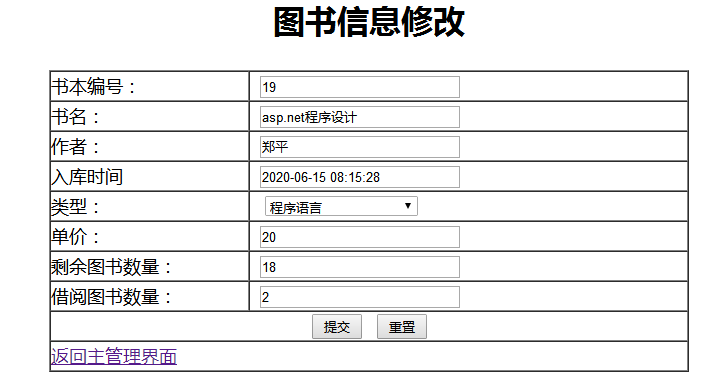 图书信息修改
书本编号： 19
书名： asp.net程序设计
作者： 郑平
入库时间 2020-06-15 08:15:28
类型： 程序语言
单价： 20
剩余图书数量： 18
借阅图书数量： 2
提交 重置
返回主管理界面